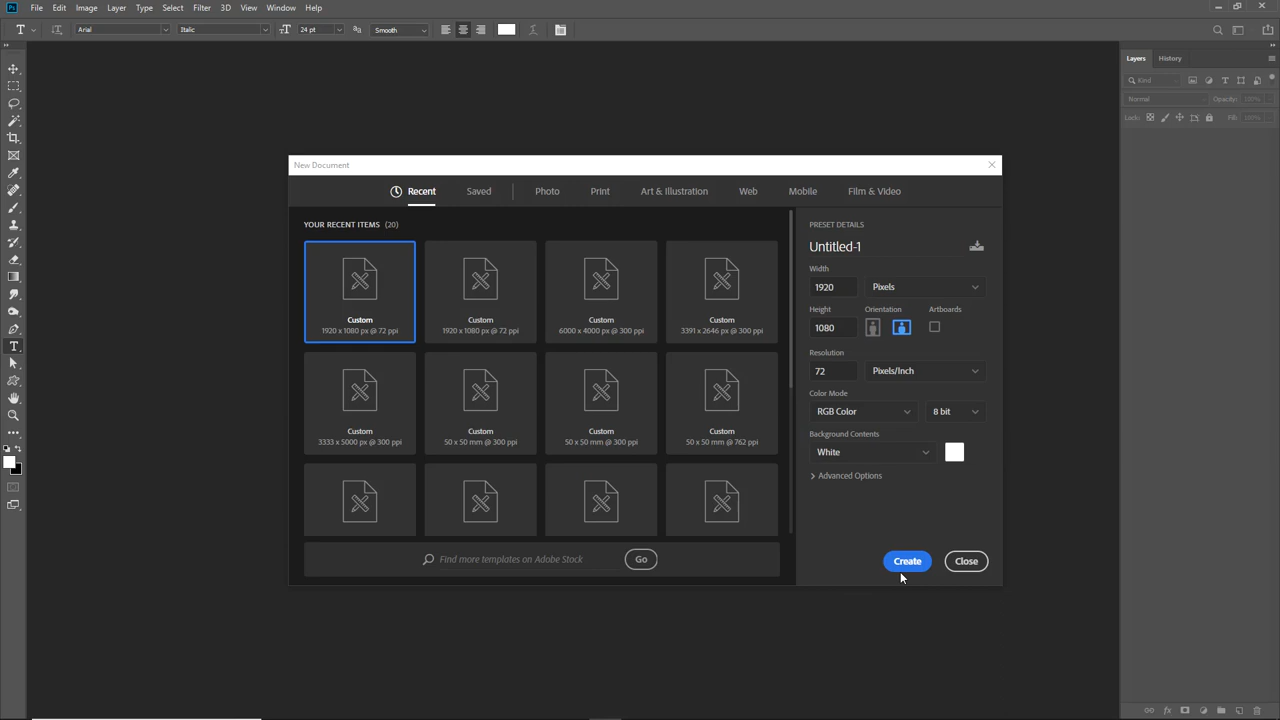 Ps File Edit Image Layer Type Select Filter 3D View Window Help
T Arial Italic 24 pt Smooth
New Document
Recent Saved Photo Print Art & Illustration Web Mobile Film & Video
YOUR RECENT ITEMS (20)
Custom Custom Custom Custom
1920 x 1080 px @ 72 ppi 1920 x 1080 px @ 72 ppi 6000 x 4000 px @ 300 ppi 3391 x 2646 px @ 300 ppi
Custom Custom Custom Custom
3333 x 5000 px @ 300 ppi 50 x 50 mm @ 300 ppi 50 x 50 mm @ 300 ppi 50 x 50 mm @ 762 ppi
Find more templates on Adobe Stock Go
PRESET DETAILS
Untitled-1
Width
1920 Pixels
Height Orientation Artboards
1080
Resolution
72 Pixels/Inch
Color Mode
RGB Color 8 bit
Background Contents
White
Advanced Options
Create Close
Layers History
Kind
Normal Opacity: 100%
Lock: Fill: 100%